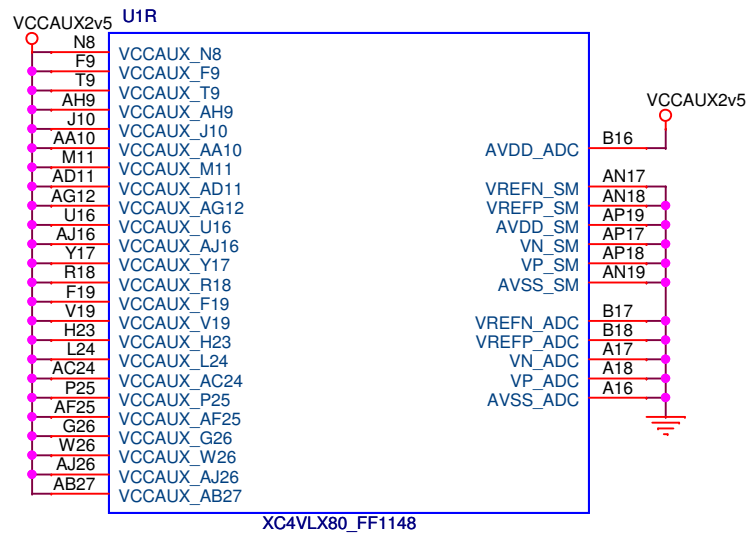 VCCAUX2v5
U1R
N8 VCCAUX_N8
F9 VCCAUX_F9
T9 VCCAUX_T9
AH9 VCCAUX_AH9
J10 VCCAUX_J10
AA10 VCCAUX_AA10
M11 VCCAUX_M11
AD11 VCCAUX_AD11
AG12 VCCAUX_AG12
U16 VCCAUX_U16
AJ16 VCCAUX_AJ16
Y17 VCCAUX_Y17
R18 VCCAUX_R18
F19 VCCAUX_F19
V19 VCCAUX_V19
H23 VCCAUX_H23
L24 VCCAUX_L24
AC24 VCCAUX_AC24
P25 VCCAUX_P25
AF25 VCCAUX_AF25
G26 VCCAUX_G26
W26 VCCAUX_W26
AJ26 VCCAUX_AJ26
AB27 VCCAUX_AB27
VCCAUX2v5
AVDD_ADC B16
VREFN_SM AN17
VREFP_SM AN18
AVDD_SM AP19
VN_SM AP17
VP_SM AP18
AVSS_SM AN19
VREFN_ADC B17
VREFP_ADC B18
VN_ADC A17
VP_ADC A18
AVSS_ADC A16
XC4VLX80_FF1148